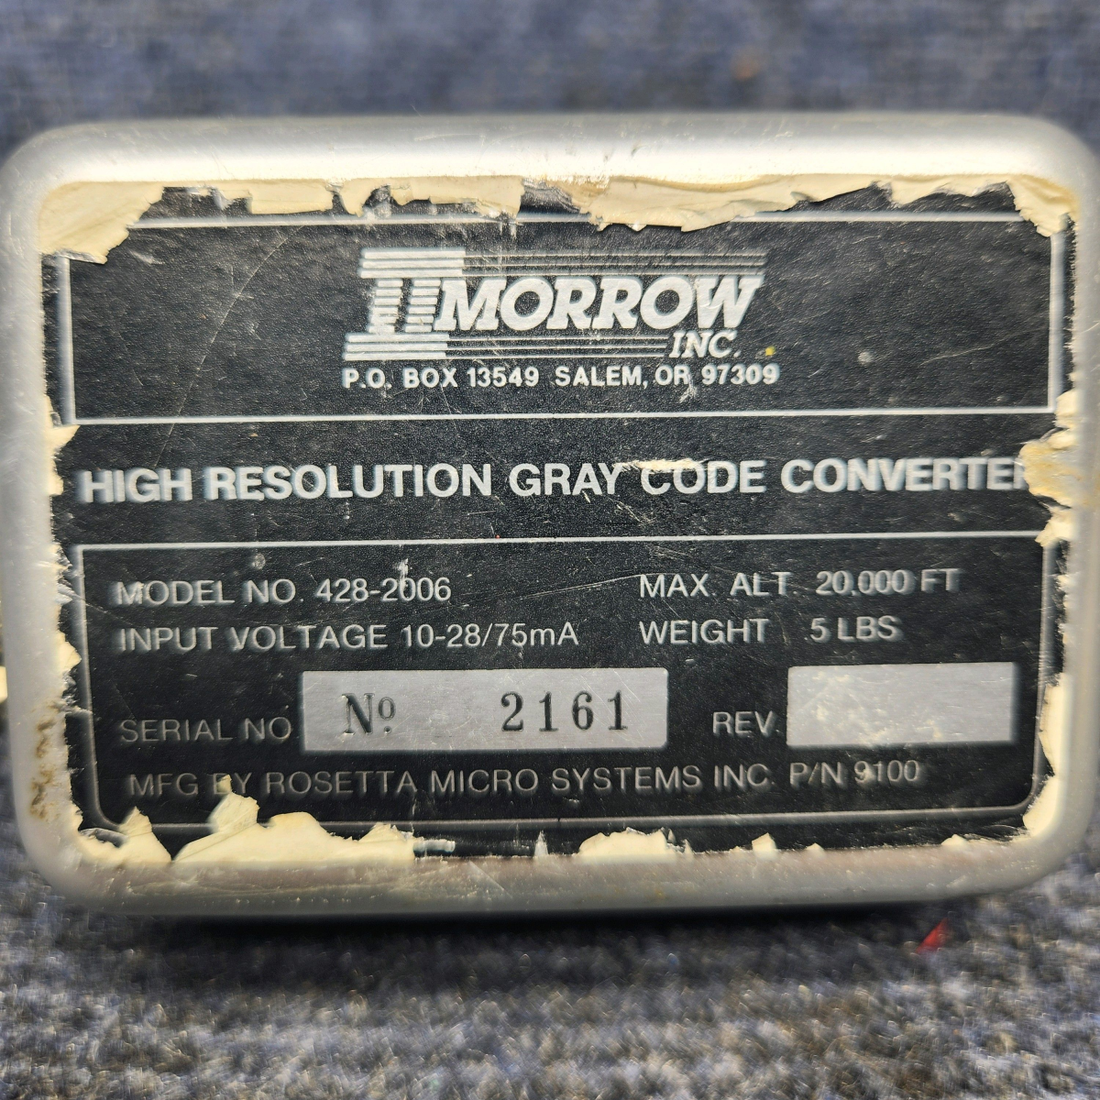 IIMORROW
INC.
P.O. BOX 13549 SALEM, OR 97309
HIGH RESOLUTION GRAY CODE CONVERTER
MODEL NO. 428-2006 MAX. ALT. 20,000 FT
INPUT VOLTAGE 10-28/75mA WEIGHT .5 LBS
SERIAL NO. Nº 2161 REV.
MFG BY ROSETTA MICRO SYSTEMS INC. P/N 9100